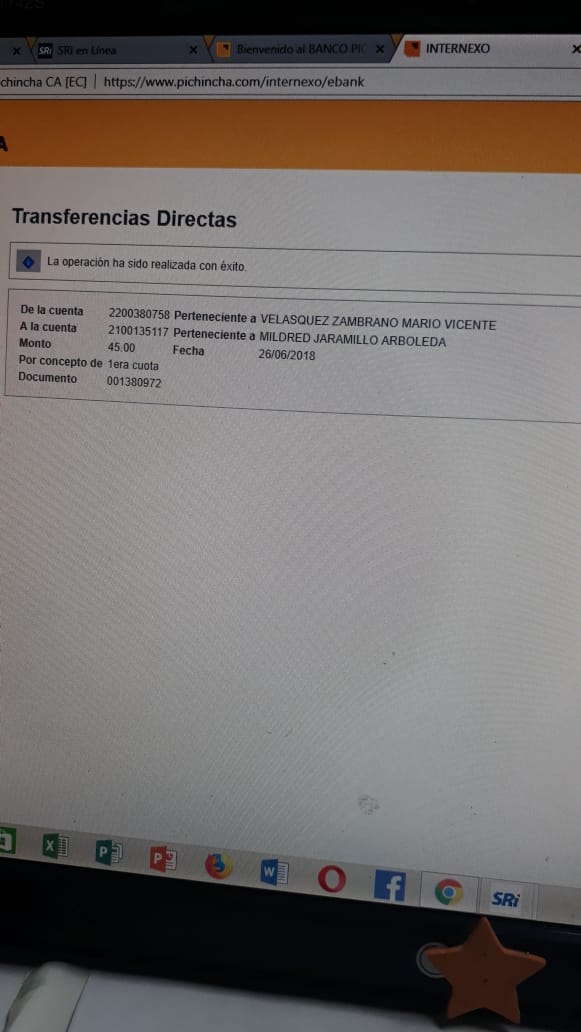 SRi SRI en Línea
Bienvenido al BANCO PIC
INTERNEXO
chincha CA [EC] | https://www.pichincha.com/internexo/ebank
A
Transferencias Directas
La operación ha sido realizada con éxito.
De la cuenta 2200380758 Perteneciente a VELASQUEZ ZAMBRANO MARIO VICENTE
A la cuenta 2100135117 Perteneciente a MILDRED JARAMILLO ARBOLEDA
Monto 45.00 Fecha 26/06/2018
Por concepto de 1era cuota
Documento 001380972
SRi